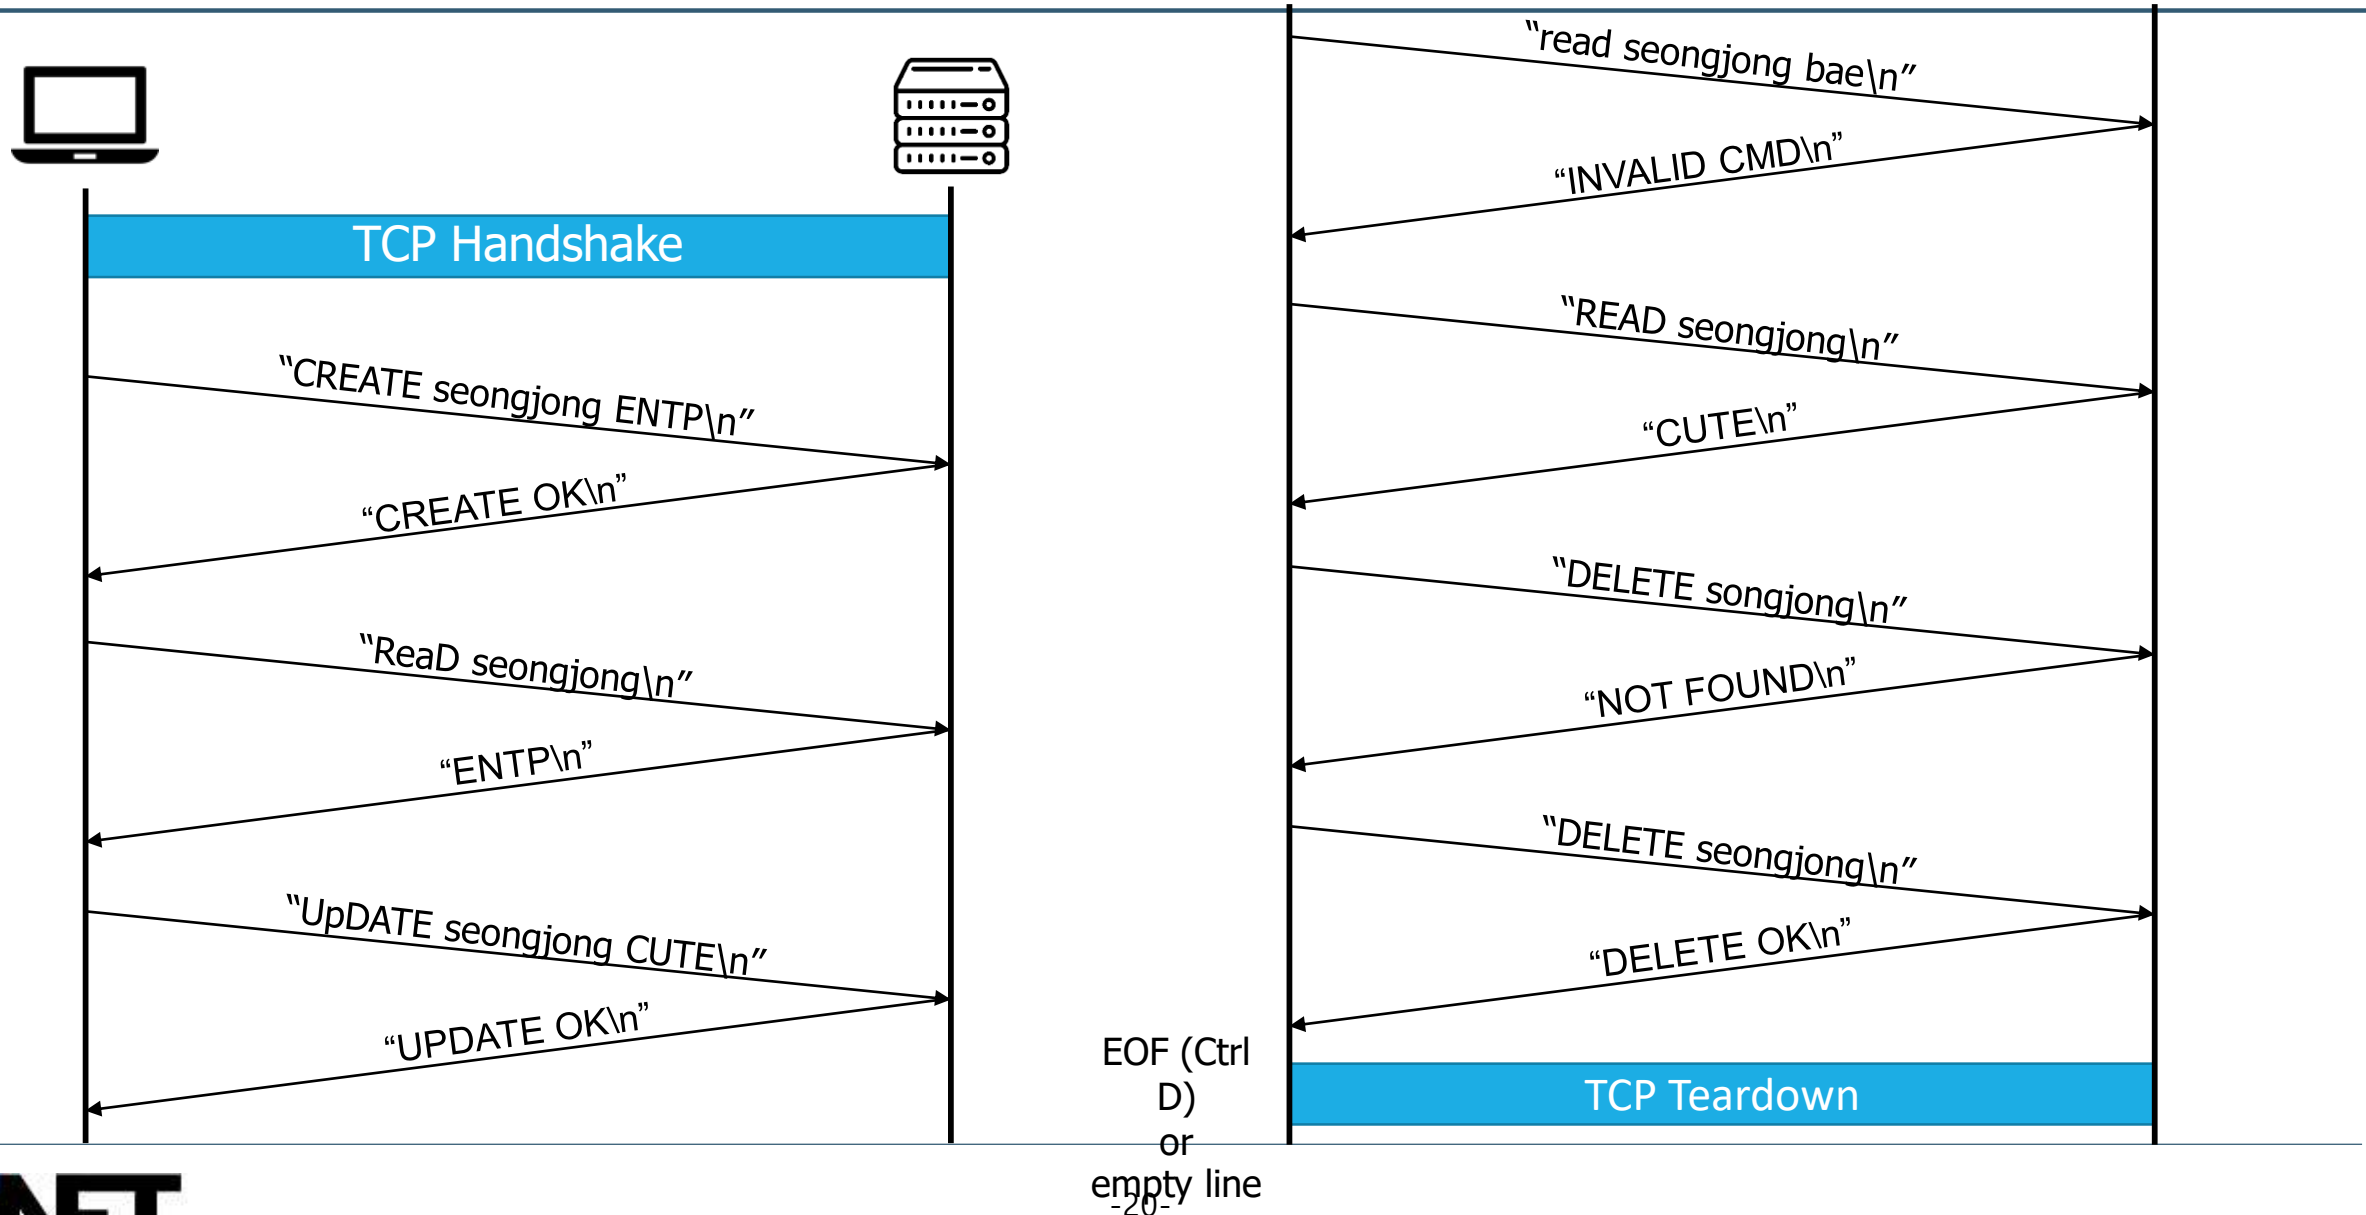 TCP Handshake
“CREATE seongjong ENTP\n”
“CREATE OK\n”
“ReaD seongjong\n”
“ENTP\n”
“UpDATE seongjong CUTE\n”
“UPDATE OK\n”
“read seongjong bae\n”
“INVALID CMD\n”
“READ seongjong\n”
“CUTE\n”
“DELETE songjong\n”
“NOT FOUND\n”
“DELETE seongjong\n”
“DELETE OK\n”
EOF (Ctrl
D)
or
empty line
TCP Teardown
-20-